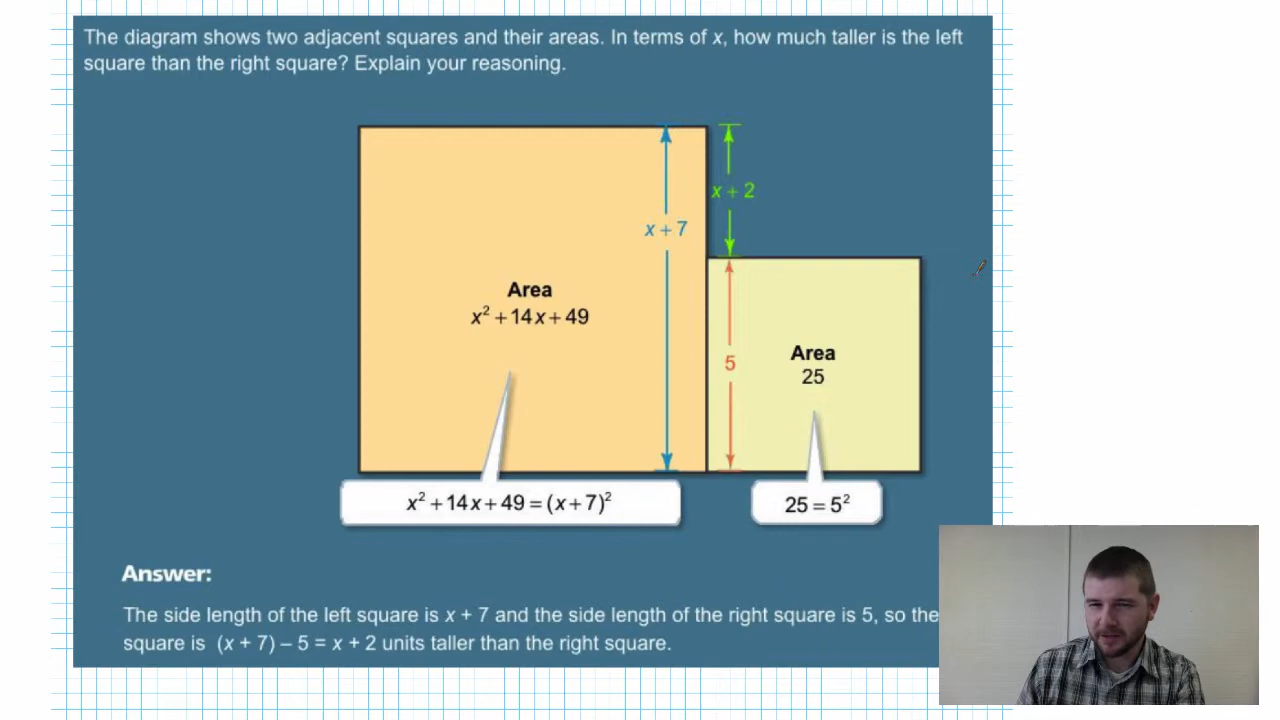 The diagram shows two adjacent squares and their areas. In terms of x, how much taller is the left
square than the right square? Explain your reasoning.
x + 2
x + 7
Area
x² + 14x + 49
5
Area
25
x² + 14x + 49 = (x + 7)²
25 = 5²
Answer:
The side length of the left square is x + 7 and the side length of the right square is 5, so the
square is (x + 7) – 5 = x + 2 units taller than the right square.